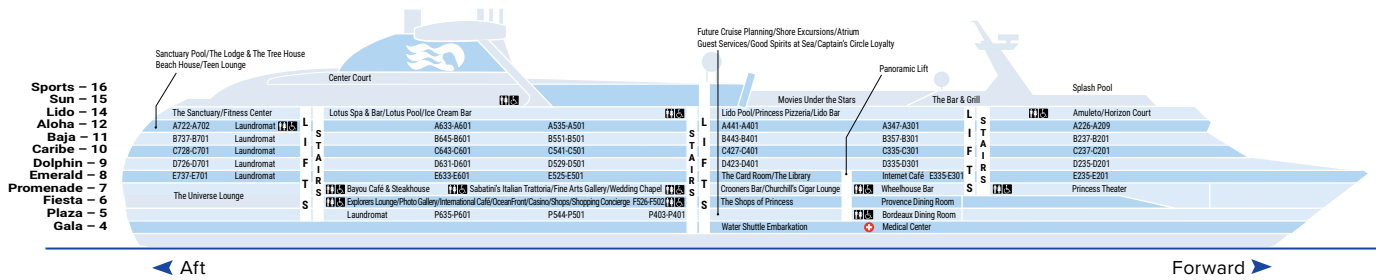 Future Cruise Planning/Shore Excursions/Atrium
Guest Services/Good Spirits at Sea/Captain's Circle Loyalty
Sanctuary Pool/The Lodge & The Tree House
Beach House/Teen Lounge
Panoramic Lift
Center Court
Sports – 16
Splash Pool
Sun – 15
Movies Under the Stars
The Bar & Grill
Lido – 14
The Sanctuary/Fitness Center
Lotus Spa & Bar/Lotus Pool/Ice Cream Bar
Lido Pool/Princess Pizzeria/Lido Bar
Amuleto/Horizon Court
Aloha – 12
A722-A702
Laundromat
A633-A601
A535-A501
A441-A401
A347-A301
A226-A209
Baja – 11
B737-B701
Laundromat
B645-B601
B551-B501
B443-B401
B357-B301
B237-B201
Caribe – 10
C728-C701
Laundromat
C643-C601
C541-C501
C427-C401
C335-C301
C237-C201
Dolphin – 9
D726-D701
Laundromat
D631-D601
D529-D501
D423-D401
D335-D301
D235-D201
Emerald – 8
E737-E701
Laundromat
E633-E601
E525-E501
The Card Room/The Library
Internet Café E335-E301
E235-E201
Promenade – 7
The Universe Lounge
Bayou Café & Steakhouse
Sabatini's Italian Trattoria/Fine Arts Gallery/Wedding Chapel
Crooners Bar/Churchill's Cigar Lounge
Wheelhouse Bar
Princess Theater
Fiesta – 6
Explorers Lounge/Photo Gallery/International Café/OceanFront/Casino/Shops/Shopping Concierge F526-F502
The Shops of Princess
Provence Dining Room
Plaza – 5
Laundromat
P635-P601
P544-P501
P403-P401
Bordeaux Dining Room
Gala – 4
Water Shuttle Embarkation
Medical Center
LIFTS
STAIRS
STAIRS
LIFTS
LIFTS
STAIRS
Aft
Forward